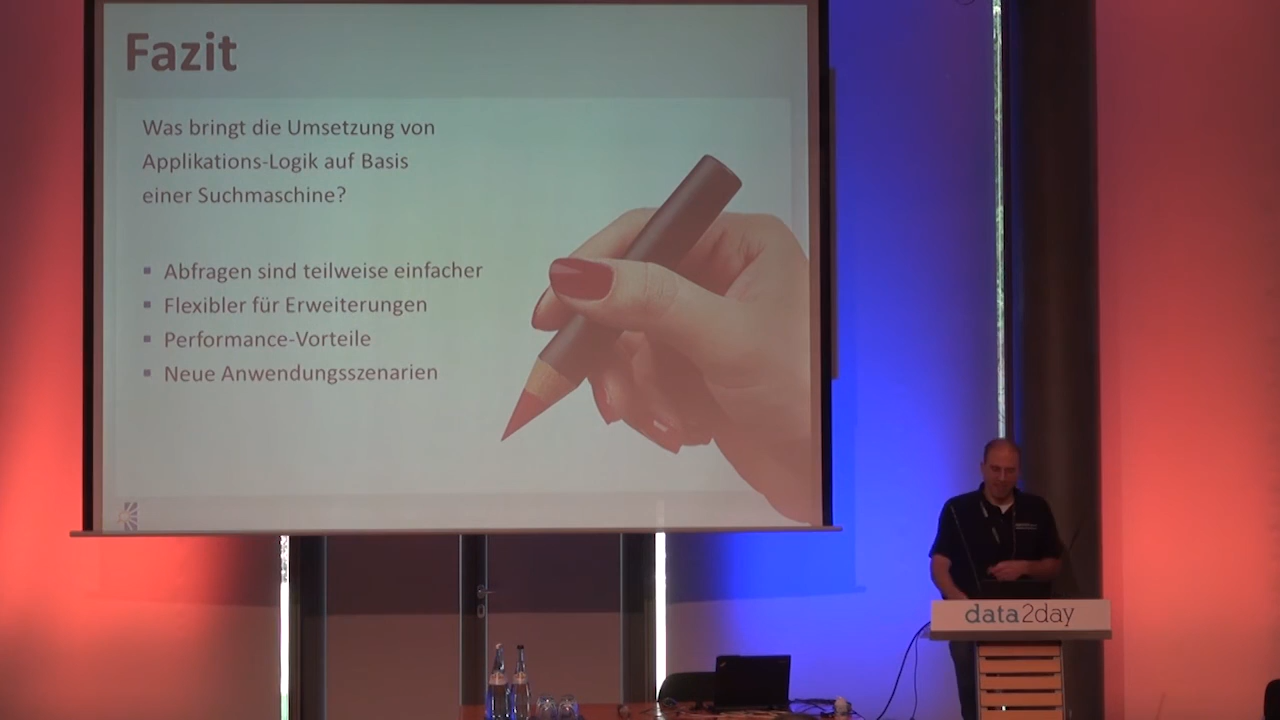 Fazit
Was bringt die Umsetzung von
Applikations-Logik auf Basis
einer Suchmaschine?
▪ Abfragen sind teilweise einfacher
▪ Flexibler für Erweiterungen
▪ Performance-Vorteile
▪ Neue Anwendungsszenarien
data2day